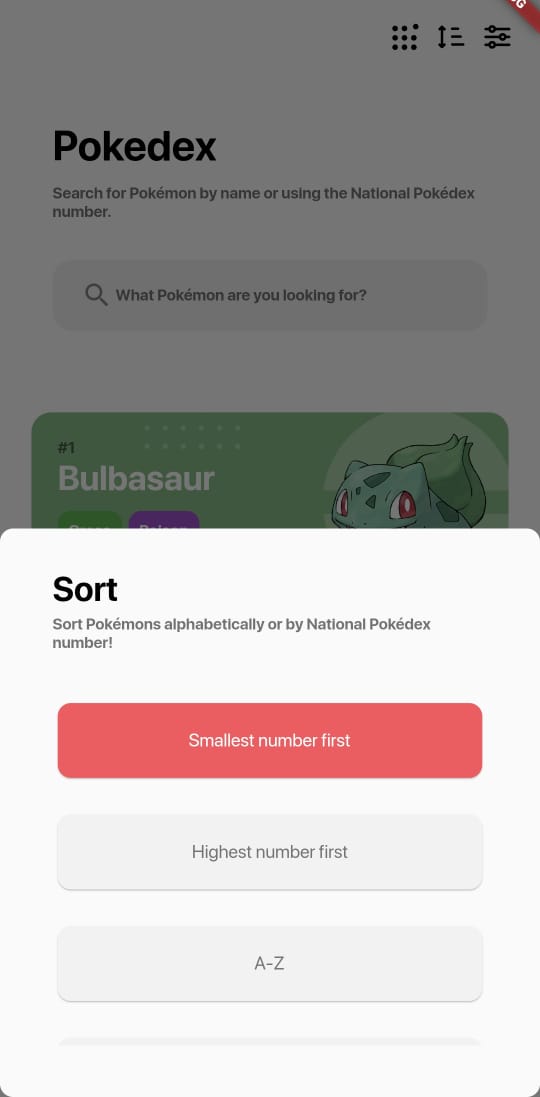 Pokedex
Search for Pokémon by name or using the National Pokédex
number.
What Pokémon are you looking for?
#1
Bulbasaur
Sort
Sort Pokémons alphabetically or by National Pokédex
number!
Smallest number first
Highest number first
A-Z